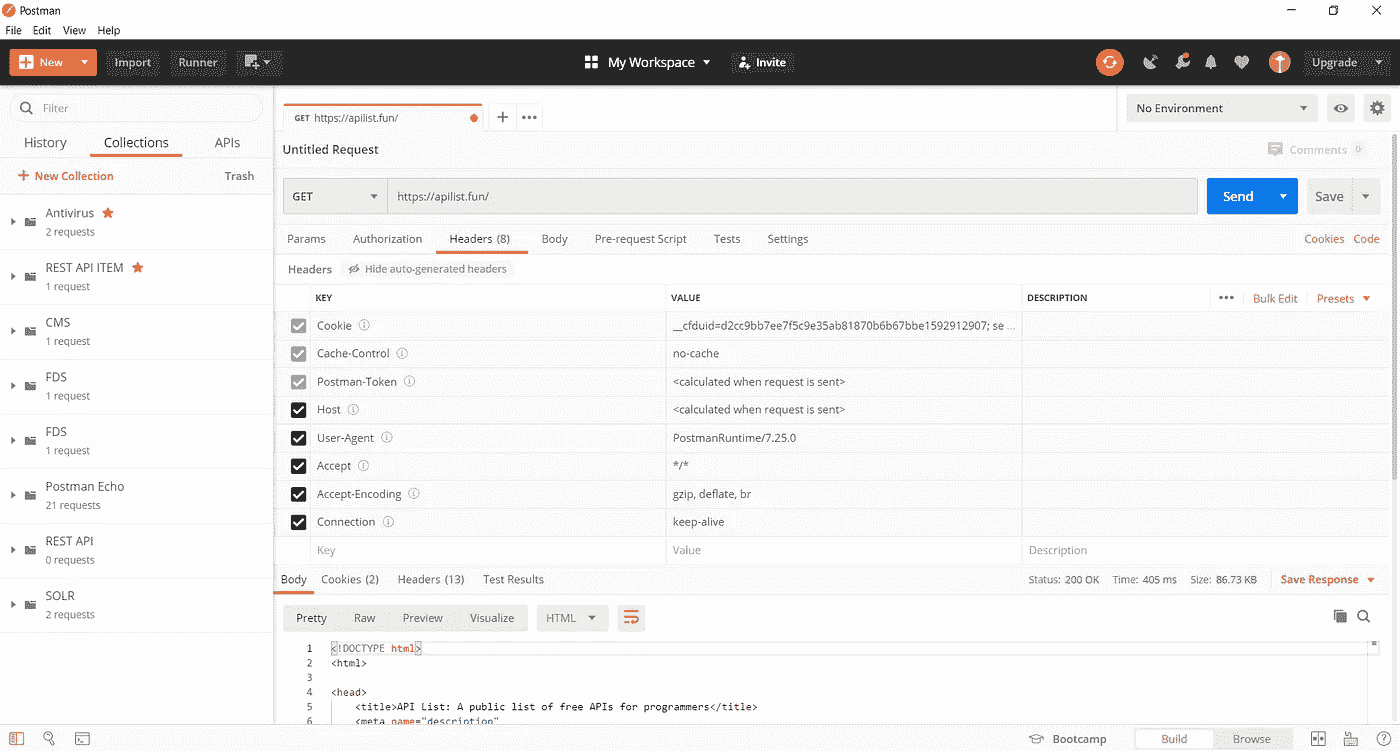 Postman
File Edit View Help
New Import Runner My Workspace Invite Upgrade
Filter
History Collections APIs
New Collection Trash
Antivirus
2 requests
REST API ITEM
1 request
CMS
1 request
FDS
1 request
FDS
1 request
Postman Echo
21 requests
REST API
0 requests
SOLR
2 requests
GET https://apilist.fun/
No Environment
Untitled Request Comments 0
GET https://apilist.fun/ Send Save
Params Authorization Headers (8) Body Pre-request Script Tests Settings Cookies Code
Headers Hide auto-generated headers
KEY VALUE DESCRIPTION Bulk Edit Presets
Cookie __cfduid=d2cc9bb7ee7f5c9e35ab81870b6b67bbe1592912907; se ...
Cache-Control no-cache
Postman-Token <calculated when request is sent>
Host <calculated when request is sent>
User-Agent PostmanRuntime/7.25.0
Accept */*
Accept-Encoding gzip, deflate, br
Connection keep-alive
Key Value Description
Body Cookies (2) Headers (13) Test Results Status: 200 OK Time: 405 ms Size: 86.73 KB Save Response
Pretty Raw Preview Visualize HTML
1 <!DOCTYPE html>
2 <html>
3
4 <head>
5 <title>API List: A public list of free APIs for programmers</title>
6 <meta name="description"
Bootcamp Build Browse